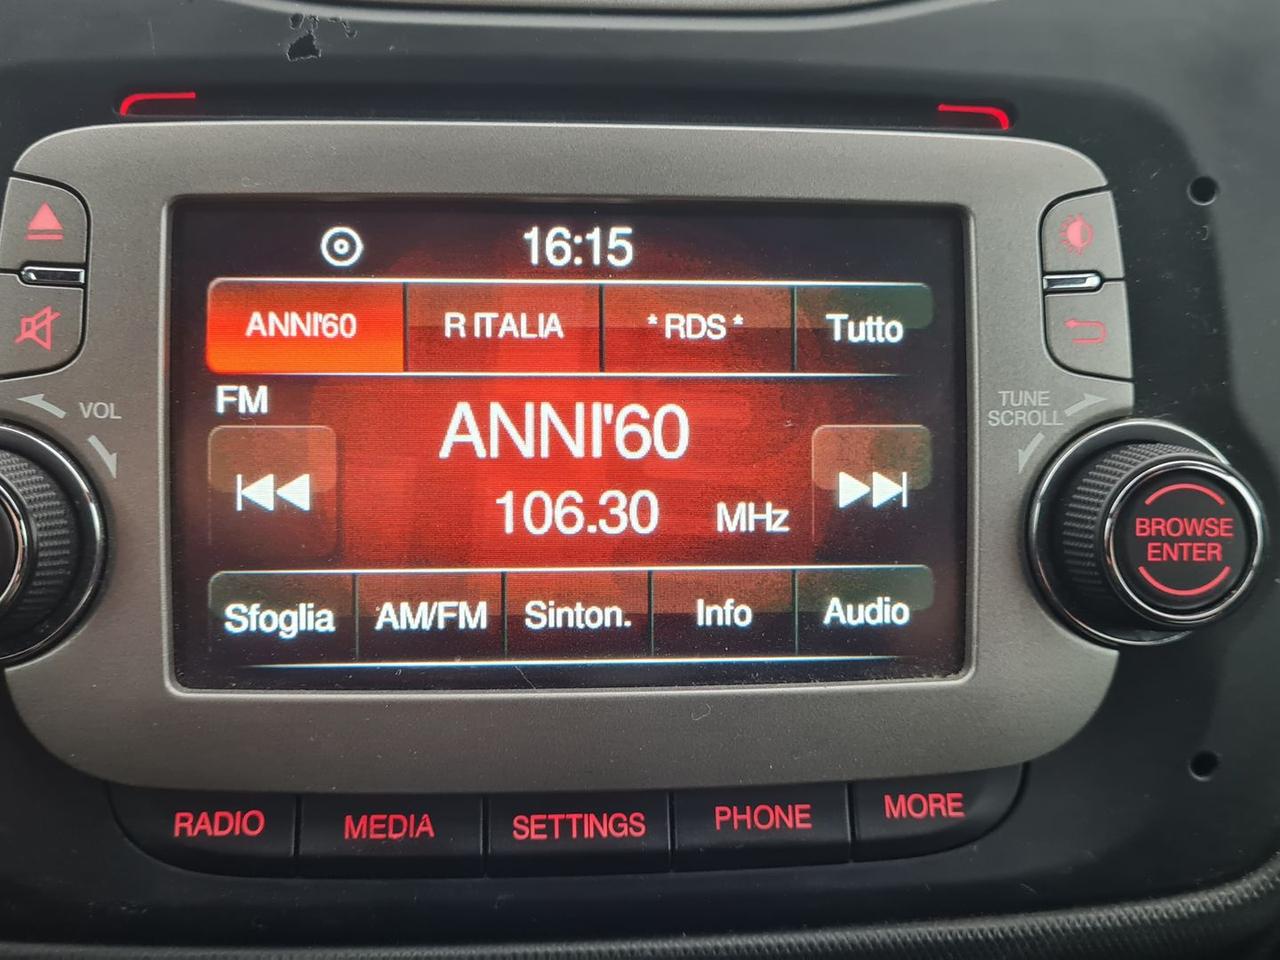 16:15
ANNI'60 R ITALIA * RDS * Tutto
FM
VOL
TUNE
SCROLL
ANNI'60
106.30 MHz
BROWSE
ENTER
Sfoglia AM/FM Sinton. Info Audio
RADIO MEDIA SETTINGS PHONE MORE